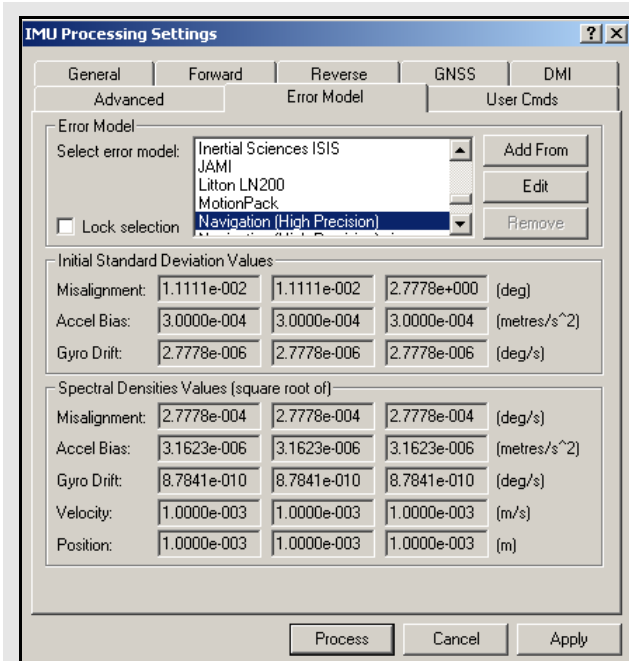 IMU Processing Settings
General Forward Reverse GNSS DMI
Advanced Error Model User Cmds
Error Model
Select error model:
Inertial Sciences ISIS
JAMI
Litton LN200
MotionPack
Navigation (High Precision)
Add From
Edit
Remove
Lock selection
Initial Standard Deviation Values
Misalignment: 1.1111e-002 1.1111e-002 2.7778e+000 (deg)
Accel Bias: 3.0000e-004 3.0000e-004 3.0000e-004 (metres/s^2)
Gyro Drift: 2.7778e-006 2.7778e-006 2.7778e-006 (deg/s)
Spectral Densities Values (square root of)
Misalignment: 2.7778e-004 2.7778e-004 2.7778e-004 (deg/s)
Accel Bias: 3.1623e-006 3.1623e-006 3.1623e-006 (metres/s^2)
Gyro Drift: 8.7841e-010 8.7841e-010 8.7841e-010 (deg/s)
Velocity: 1.0000e-003 1.0000e-003 1.0000e-003 (m/s)
Position: 1.0000e-003 1.0000e-003 1.0000e-003 (m)
Process Cancel Apply